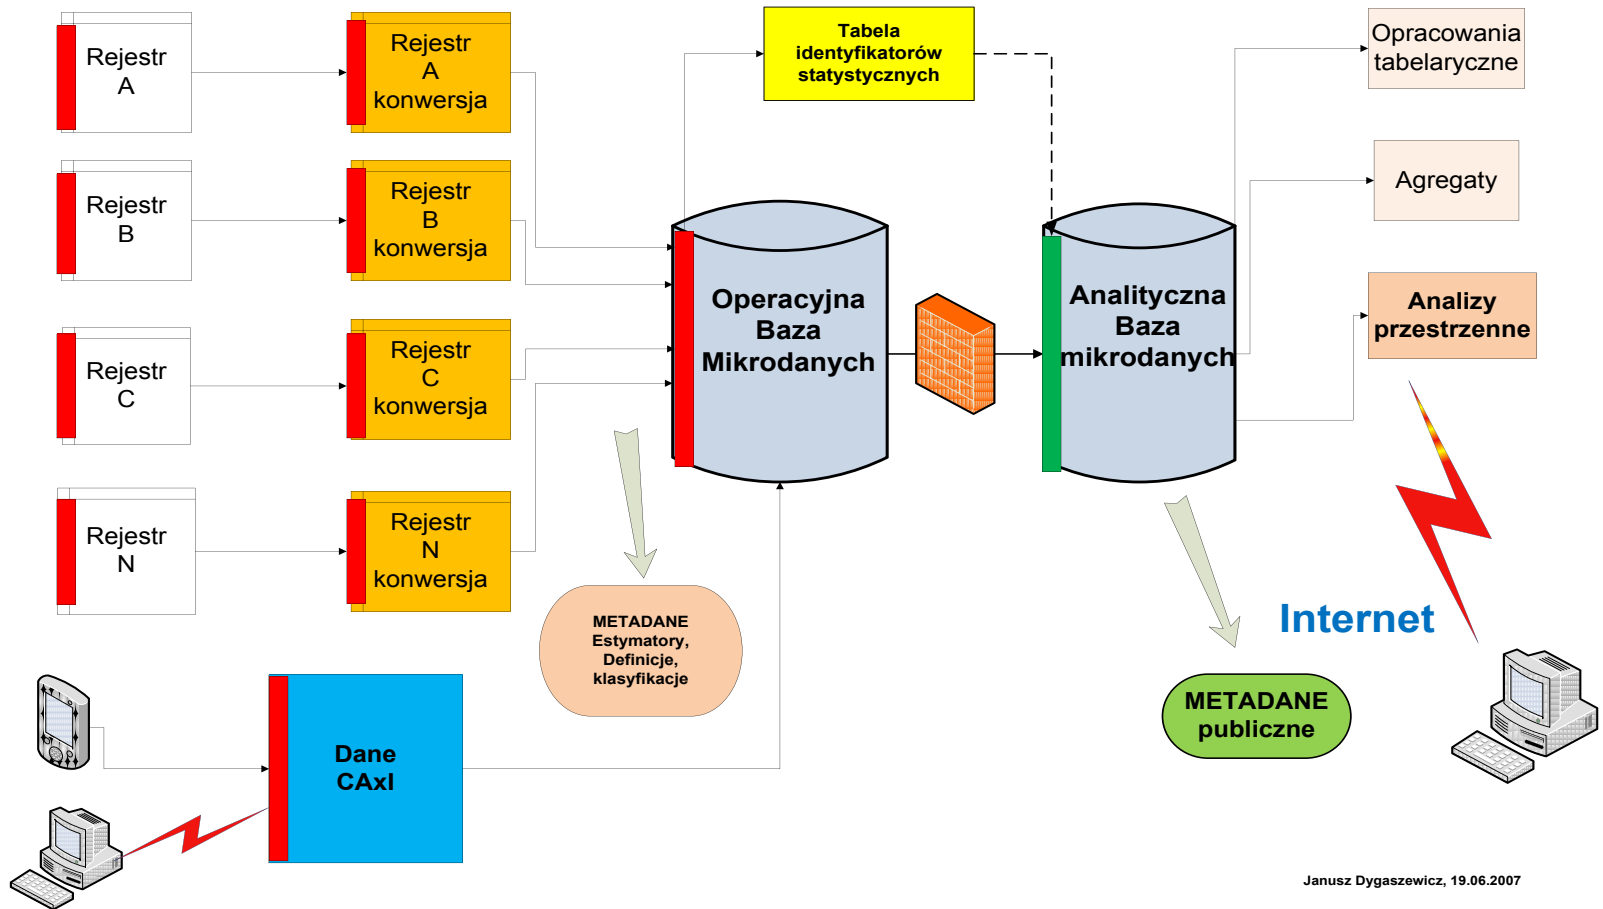 Rejestr
A
Rejestr
A
konwersja
Rejestr
B
Rejestr
B
konwersja
Rejestr
C
Rejestr
C
konwersja
Rejestr
N
Rejestr
N
konwersja
Tabela
identyfikatorów
statystycznych
Operacyjna
Baza
Mikrodanych
Analityczna
Baza
mikrodanych
Opracowania
tabelaryczne
Agregaty
Analizy
przestrzenne
METADANE
Estymatory,
Definicje,
klasyfikacje
Internet
METADANE
publiczne
Dane
CAxI
Janusz Dygaszewicz, 19.06.2007